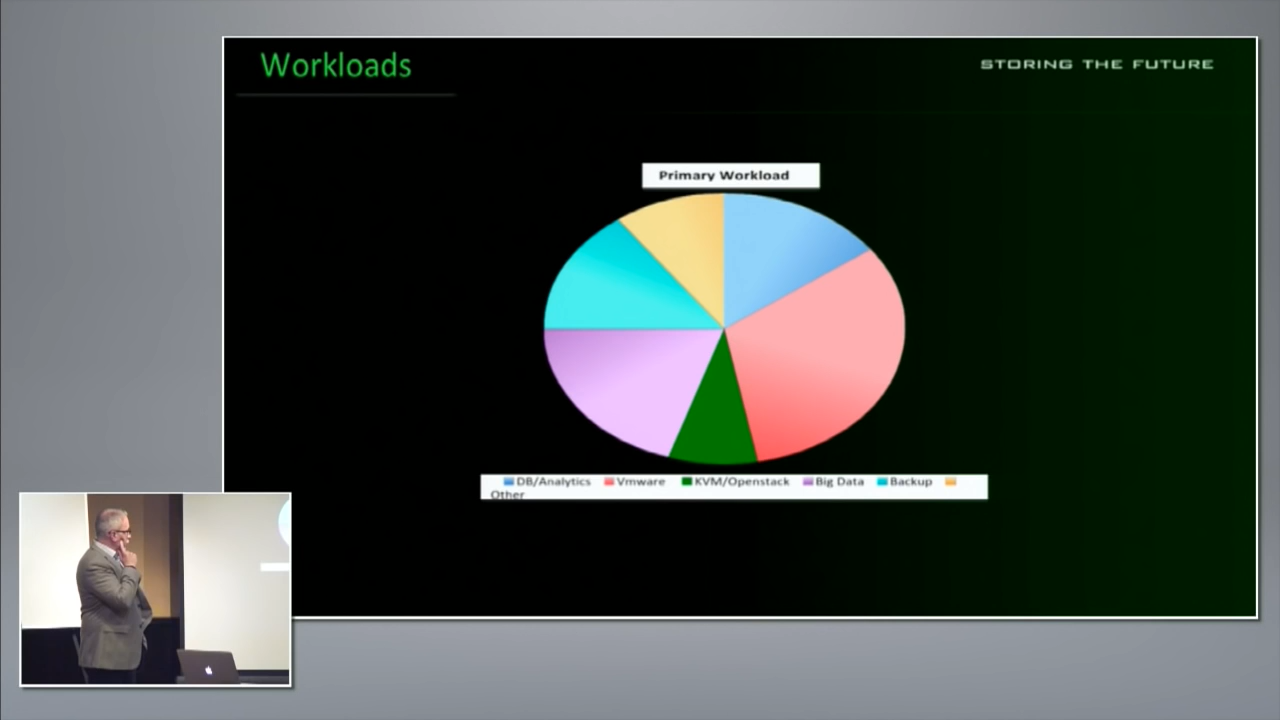 Workloads
STORING THE FUTURE
Primary Workload
DB/Analytics Vmware KVM/Openstack Big Data Backup
Other